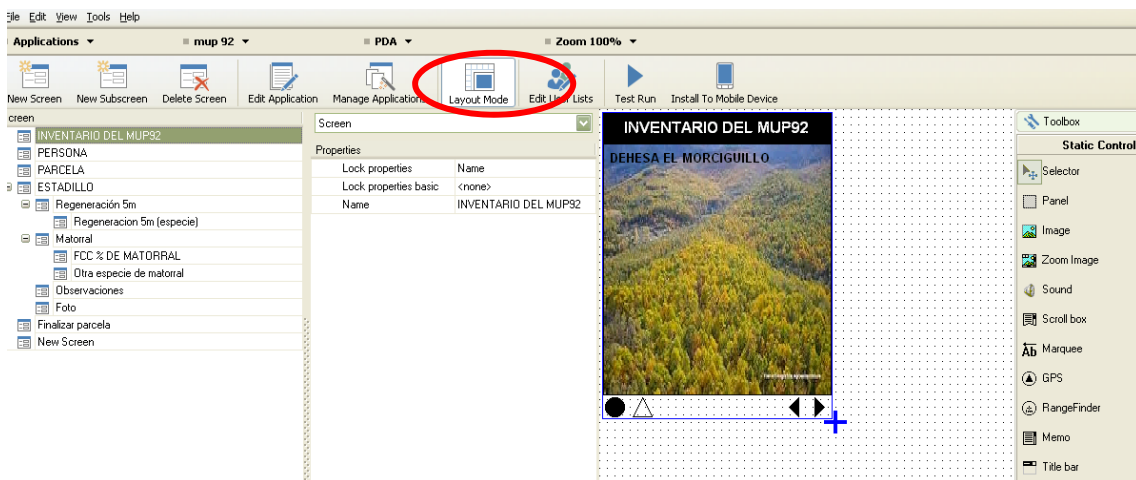 File Edit View Tools Help
Applications mup 92 PDA Zoom 100%
New Screen New Subscreen Delete Screen Edit Application Manage Applications Layout Mode Edit User Lists Test Run Install To Mobile Device
creen
INVENTARIO DEL MUP92
PERSONA
PARCELA
ESTADILLO
Regeneración 5m
Regeneracion 5m (especie)
Matorral
FCC % DE MATORRAL
Otra especie de matorral
Observaciones
Foto
Finalizar parcela
New Screen
Screen
Properties
Lock properties Name
Lock properties basic <none>
Name INVENTARIO DEL MUP92
INVENTARIO DEL MUP92
DEHESA EL MORCIGUILLO
Toolbox
Static Control
Selector
Panel
Image
Zoom Image
Sound
Scroll box
Marquee
GPS
RangeFinder
Memo
Title bar